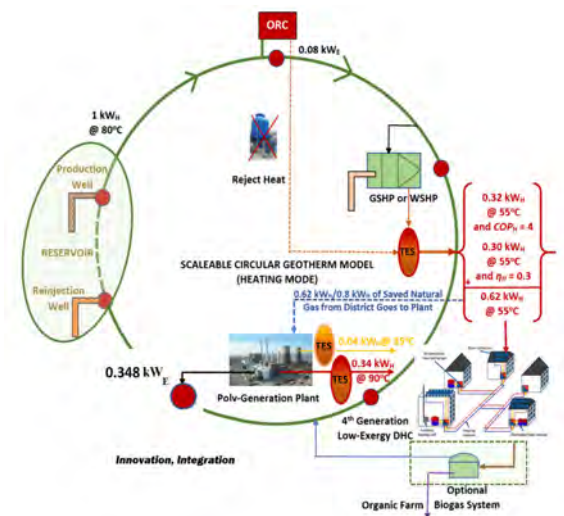 ORC
0.08 kWE
1 kWH
@ 80°C
Production
Well
RESERVOIR
Reinjection
Well
Reject Heat
GSHP or WSHP
TES
0.32 kWH
@ 55°C
and COPH = 4
0.30 kWH
@ 55°C
and ηH = 0.3
+
0.62 kWH
@ 55°C
SCALEABLE CIRCULAR GEOTHERM MODEL
(HEATING MODE)
0.62 kWH/0.8 kWH of Saved Natural
Gas from District Goes to Plant
TES
0.04 kWH@ 85°C
0.34 kWH
@ 90°C
TES
0.348 kWE
Poly-Generation Plant
4th Generation
Low-Exergy DHC
Innovation, Integration
Optional
Biogas System
Organic Farm